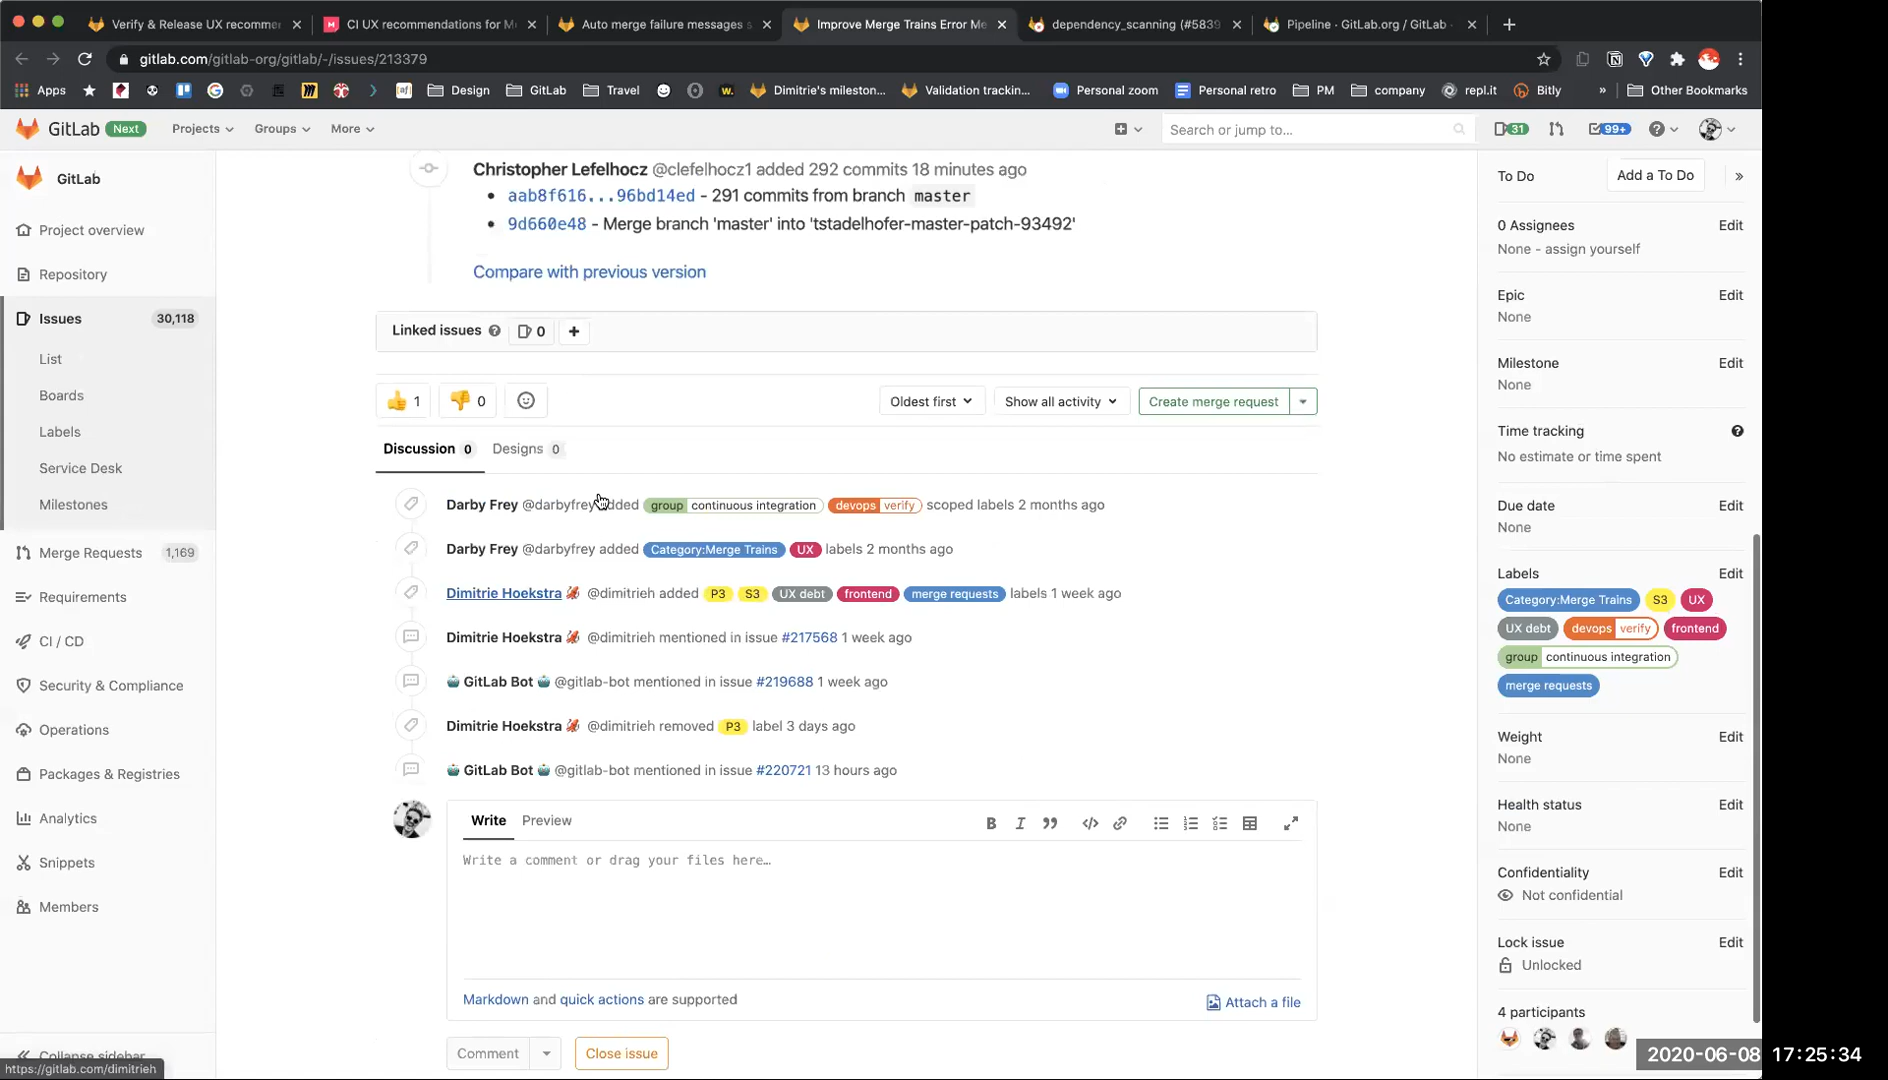 Verify & Release UX recommen
CI UX recommendations for M
Auto merge failure messages s
Improve Merge Trains Error Me
dependency_scanning (#5839
Pipeline · GitLab.org / GitLab ·
gitlab.com/gitlab-org/gitlab/-/issues/213379
Apps
Design
GitLab
Travel
Dimitrie's mileston...
Validation trackin...
Personal zoom
Personal retro
PM
company
repl.it
Bitly
»
Other Bookmarks
GitLab Next
Projects
Groups
More
Search or jump to...
31
99+
GitLab
Project overview
Repository
Issues 30,118
List
Boards
Labels
Service Desk
Milestones
Merge Requests 1,169
Requirements
CI / CD
Security & Compliance
Operations
Packages & Registries
Analytics
Snippets
Members
Collapse sidebar
https://gitlab.com/dimitrieh
Christopher Lefelhocz @clefelhocz1 added 292 commits 18 minutes ago
• aab8f616...96bd14ed - 291 commits from branch master
• 9d660e48 - Merge branch 'master' into 'tstadelhofer-master-patch-93492'
Compare with previous version
Linked issues 0 +
👍 1 👎 0
Oldest first
Show all activity
Create merge request
Discussion 0 Designs 0
Darby Frey @darbyfrey added group continuous integration devops verify scoped labels 2 months ago
Darby Frey @darbyfrey added Category:Merge Trains UX labels 2 months ago
Dimitrie Hoekstra @dimitrieh added P3 S3 UX debt frontend merge requests labels 1 week ago
Dimitrie Hoekstra @dimitrieh mentioned in issue #217568 1 week ago
GitLab Bot @gitlab-bot mentioned in issue #219688 1 week ago
Dimitrie Hoekstra @dimitrieh removed P3 label 3 days ago
GitLab Bot @gitlab-bot mentioned in issue #220721 13 hours ago
Write Preview
Write a comment or drag your files here…
Markdown and quick actions are supported
Attach a file
Comment
Close issue
To Do Add a To Do »
0 Assignees Edit
None - assign yourself
Epic Edit
None
Milestone Edit
None
Time tracking
No estimate or time spent
Due date Edit
None
Labels Edit
Category:Merge Trains S3 UX
UX debt devops verify frontend
group continuous integration
merge requests
Weight Edit
None
Health status Edit
None
Confidentiality Edit
Not confidential
Lock issue Edit
Unlocked
4 participants
2020-06-08 17:25:34